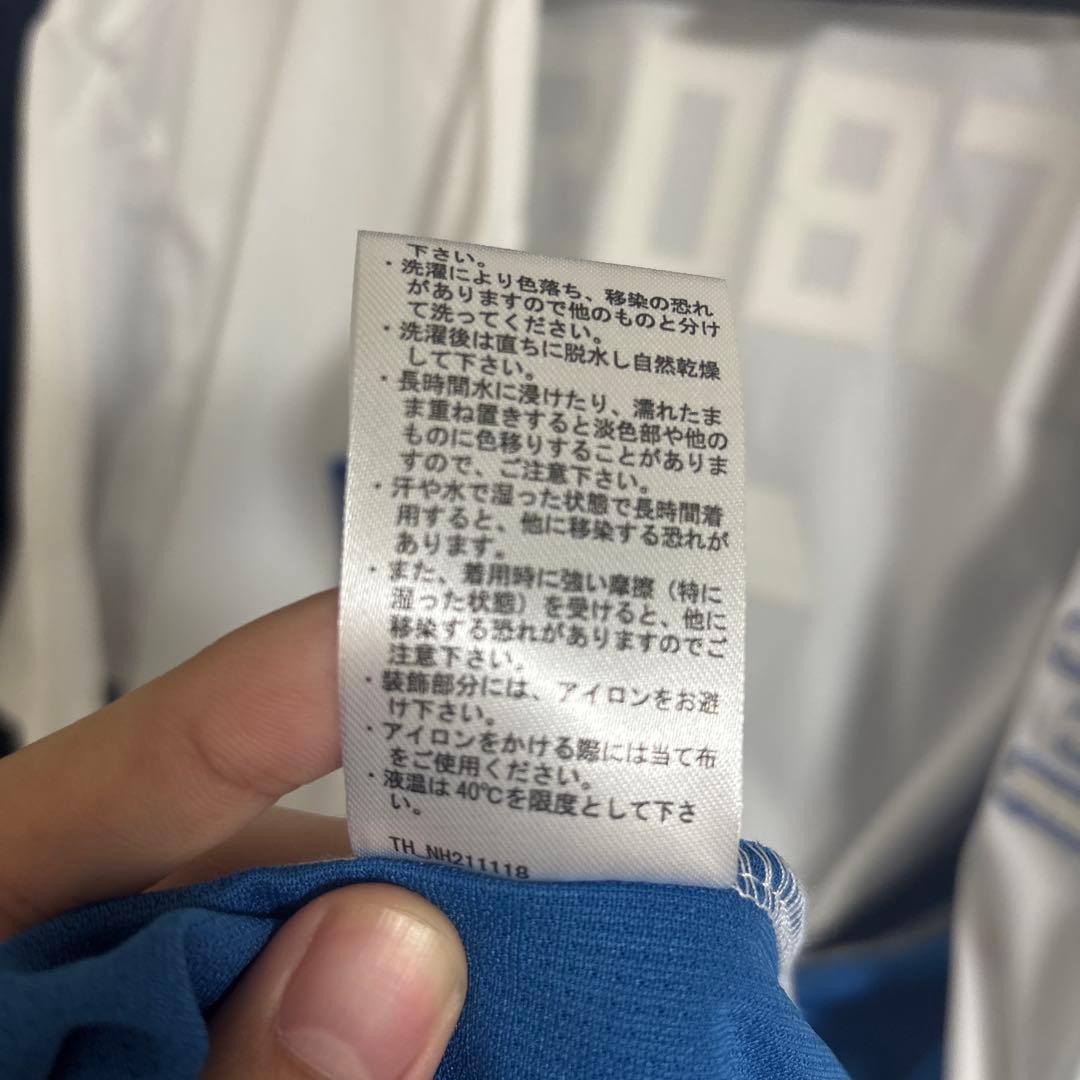 下さい。
・洗濯により色落ち、移染の恐れ
がありますので他のものと分け
て洗ってください。
・洗濯後は直ちに脱水し自然乾燥
して下さい。
・長時間水に浸けたり、濡れたま
ま重ね置きすると淡色部や他の
ものに色移りすることがありま
すので、ご注意下さい。
・汗や水で湿った状態で長時間着
用すると、他に移染する恐れが
あります。
・また、着用時に強い摩擦（特に
湿った状態）を受けると、他に
移染する恐れがありますのでご
注意下さい。
・装飾部分には、アイロンをお避
け下さい。
・アイロンをかける際には当て布
をご使用ください。
・液温は40℃を限度として下さ
い。
TH_NH211118